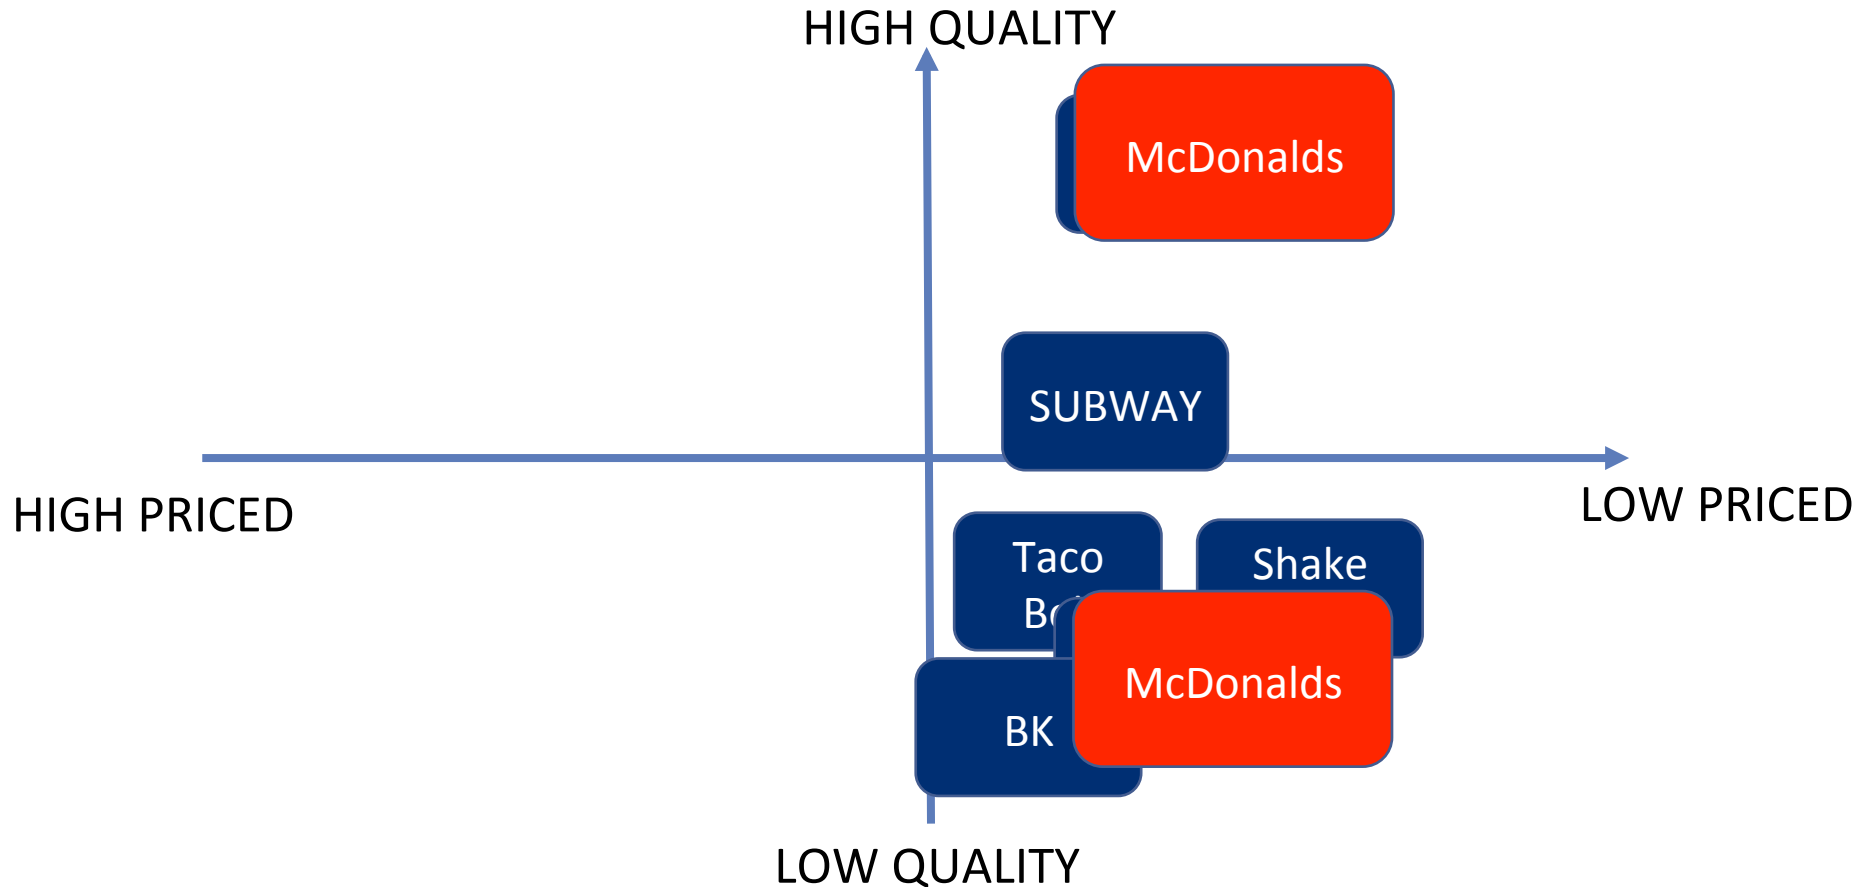 HIGH QUALITY
McDonalds
SUBWAY
HIGH PRICED
LOW PRICED
Taco
Shake
McDonalds
BK
LOW QUALITY